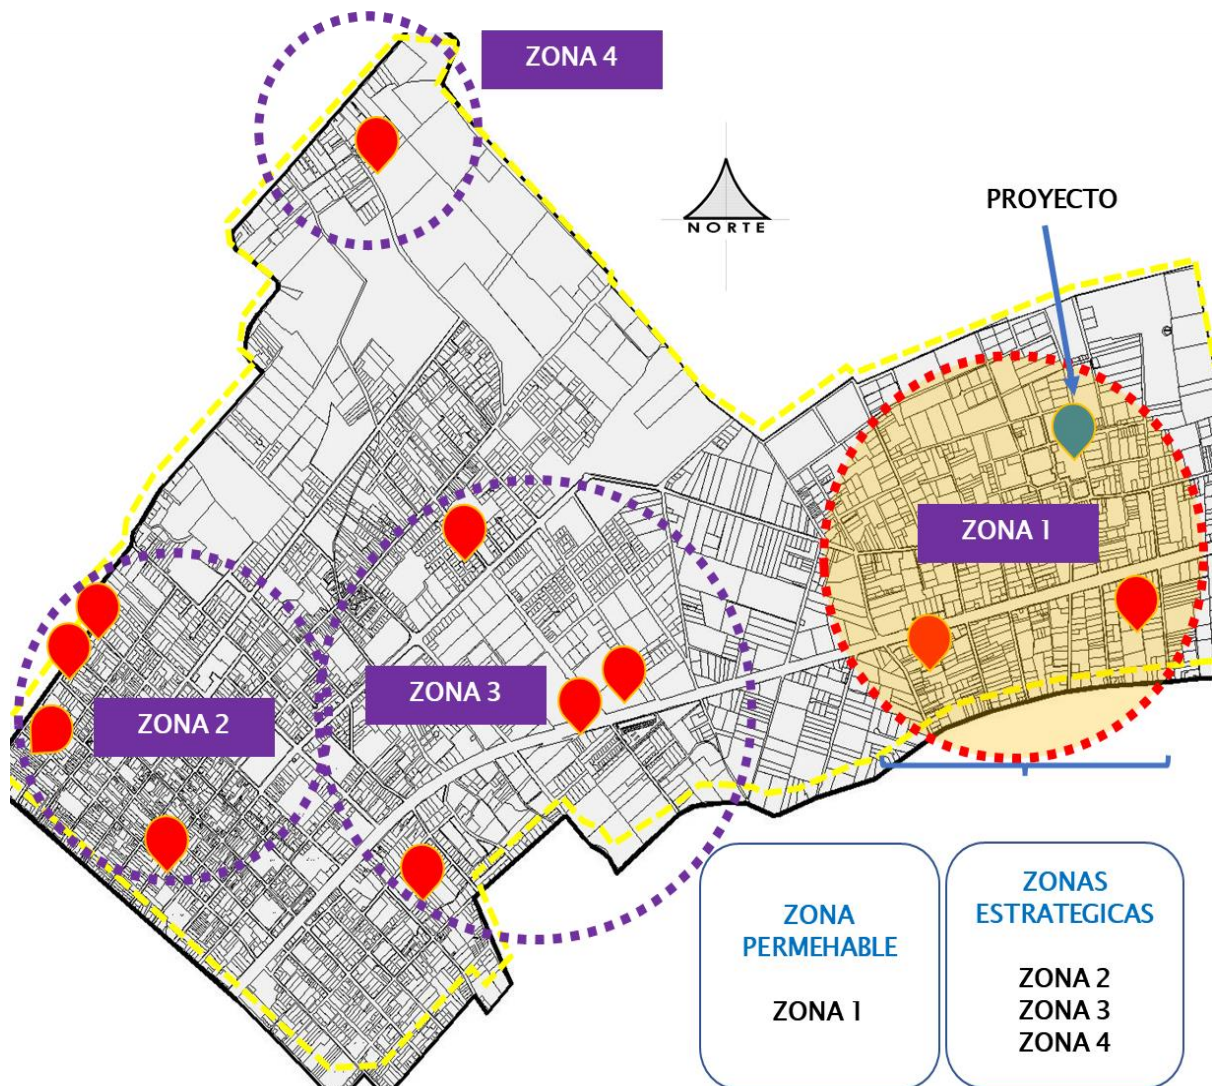 ZONA 4
NORTE
PROYECTO
ZONA 1
ZONA 3
ZONA 2
ZONA
PERMEHABLE
ZONA 1
ZONAS
ESTRATEGICAS
ZONA 2
ZONA 3
ZONA 4